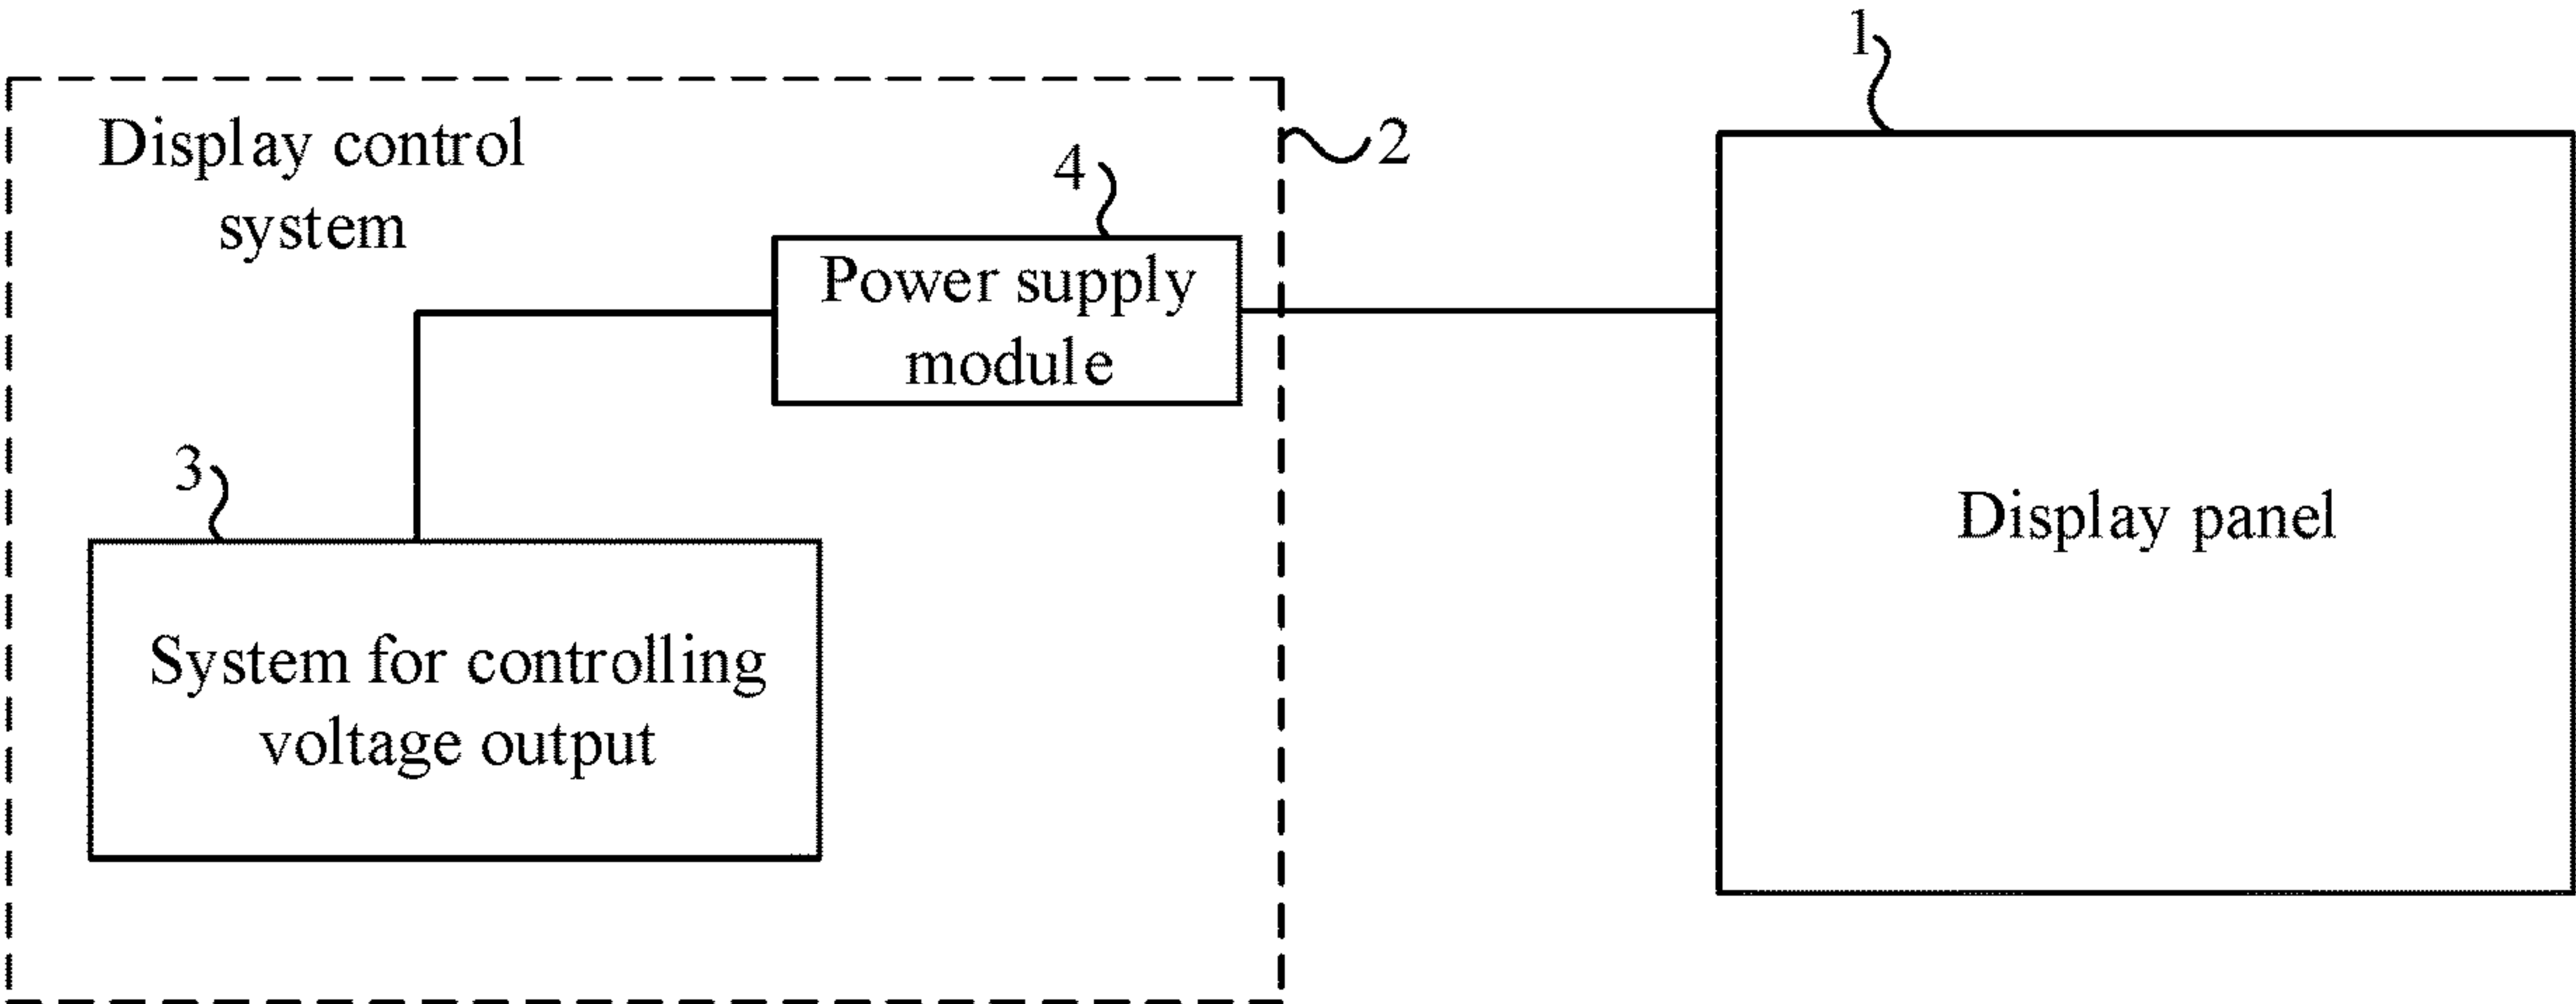 1
Display control
system
2
4
Power supply
module
3
System for controlling
voltage output
Display panel